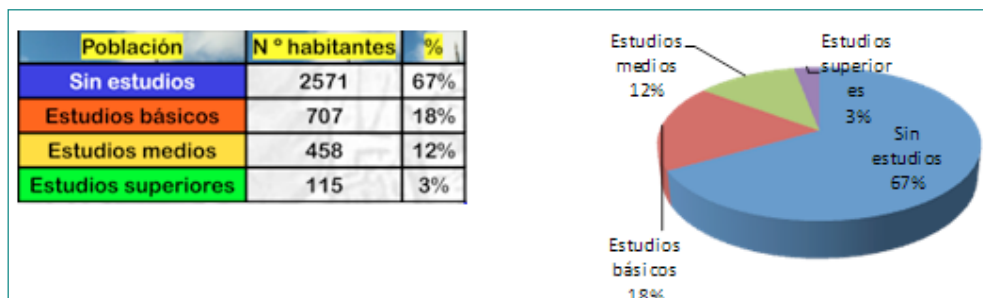 Población N º habitantes %
Sin estudios 2571 67%
Estudios básicos 707 18%
Estudios medios 458 12%
Estudios superiores 115 3%
Estudios
medios
12%
Estudios
superior
es
3%
Sin
estudios
67%
Estudios
básicos
18%